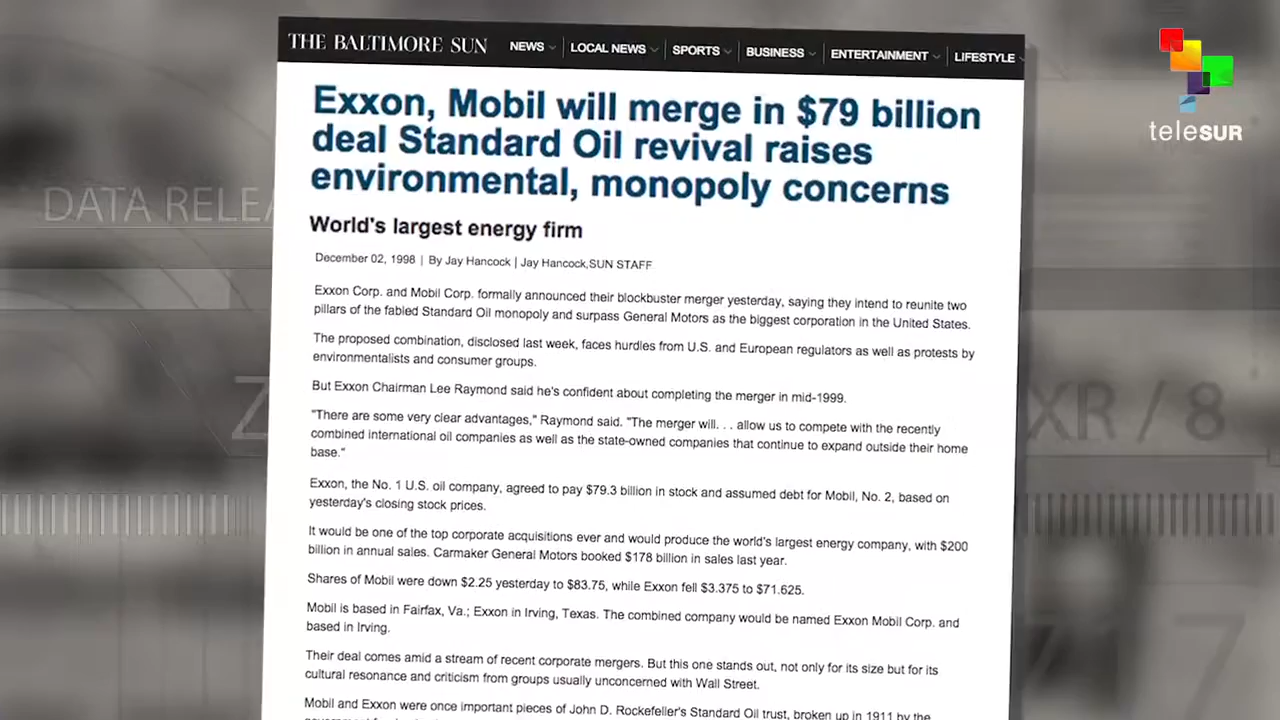 THE BALTIMORE SUN NEWS LOCAL NEWS SPORTS BUSINESS ENTERTAINMENT LIFESTYLE
teleSUR
Exxon, Mobil will merge in $79 billion
deal Standard Oil revival raises
environmental, monopoly concerns
World's largest energy firm
December 02, 1998 | By Jay Hancock | Jay Hancock,SUN STAFF
Exxon Corp. and Mobil Corp. formally announced their blockbuster merger yesterday, saying they intend to reunite two
pillars of the fabled Standard Oil monopoly and surpass General Motors as the biggest corporation in the United States.
The proposed combination, disclosed last week, faces hurdles from U.S. and European regulators as well as protests by
environmentalists and consumer groups.
But Exxon Chairman Lee Raymond said he's confident about completing the merger in mid-1999.
"There are some very clear advantages," Raymond said. "The merger will. . . allow us to compete with the recently
combined international oil companies as well as the state-owned companies that continue to expand outside their home
base."
Exxon, the No. 1 U.S. oil company, agreed to pay $79.3 billion in stock and assumed debt for Mobil, No. 2, based on
yesterday's closing stock prices.
It would be one of the top corporate acquisitions ever and would produce the world's largest energy company, with $200
billion in annual sales. Carmaker General Motors booked $178 billion in sales last year.
Shares of Mobil were down $2.25 yesterday to $83.75, while Exxon fell $3.375 to $71.625.
Mobil is based in Fairfax, Va.; Exxon in Irving, Texas. The combined company would be named Exxon Mobil Corp. and
based in Irving.
Their deal comes amid a stream of recent corporate mergers. But this one stands out, not only for its size but for its
cultural resonance and criticism from groups usually unconcerned with Wall Street.
Mobil and Exxon were once important pieces of John D. Rockefeller's Standard Oil trust, broken up in 1911 by the
DATA RELEA
Z
XR / 8
7